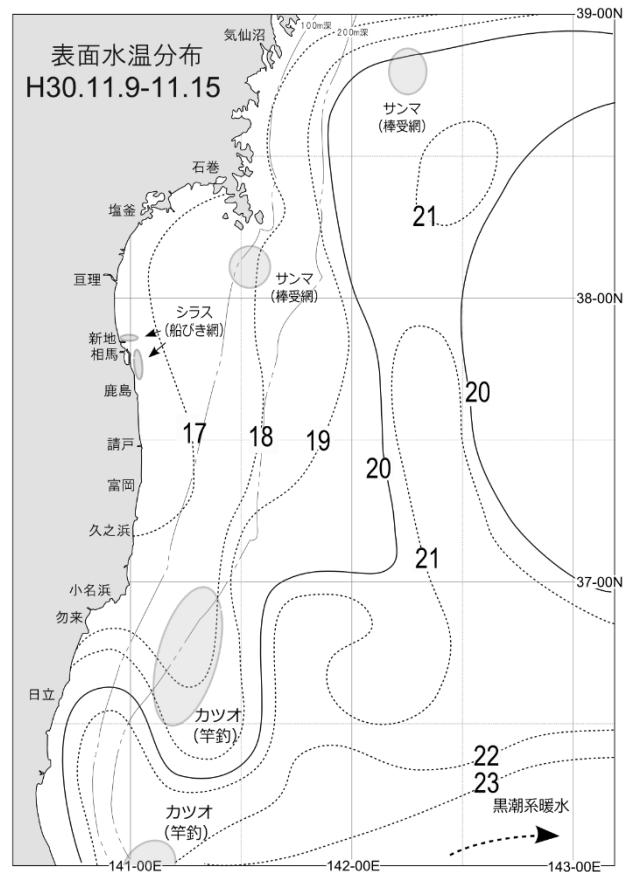 39-00N
表面水温分布
H30.11.9-11.15
気仙沼
100m深
200m深
サンマ
(棒受網)
石巻
21
塩釜
サンマ
(棒受網)
亘理
38-00N
シラス
(船びき網)
新地
相馬
鹿島
20
17
18
19
20
請戸
富岡
久之浜
21
37-00N
小名浜
勿来
日立
カツオ
(竿釣)
22
23
カツオ
(竿釣)
黒潮系暖水
141-00E
142-00E
143-00E